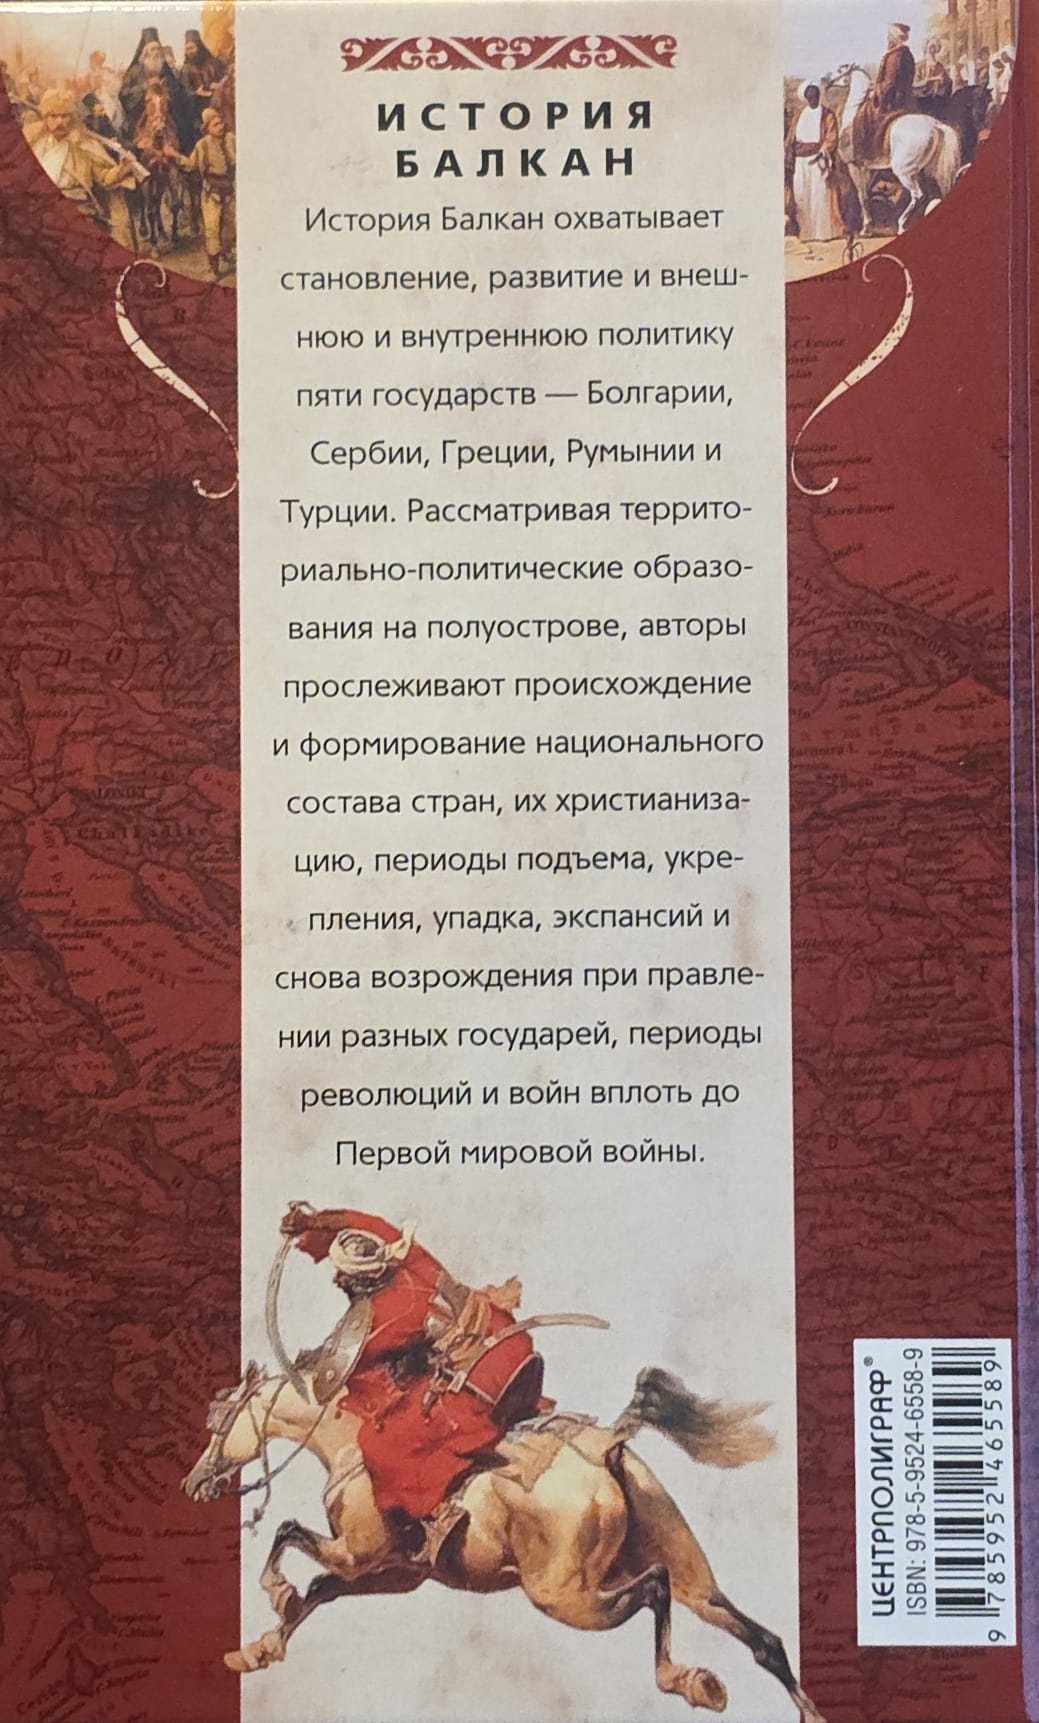 ИСТОРИЯ
БАЛКАН
История Балкан охватывает
становление, развитие и внеш-
нюю и внутреннюю политику
пяти государств — Болгарии,
Сербии, Греции, Румынии и
Турции. Рассматривая террито-
риально-политические образо-
вания на полуострове, авторы
прослеживают происхождение
и формирование национального
состава стран, их христианиза-
цию, периоды подъема, укре-
пления, упадка, экспансий и
снова возрождения при правле-
нии разных государей, периоды
революций и войн вплоть до
Первой мировой войны.
ЦЕНТРПОЛИГРАФ®
ISBN: 978-5-9524-6558-9
9 785952 465589